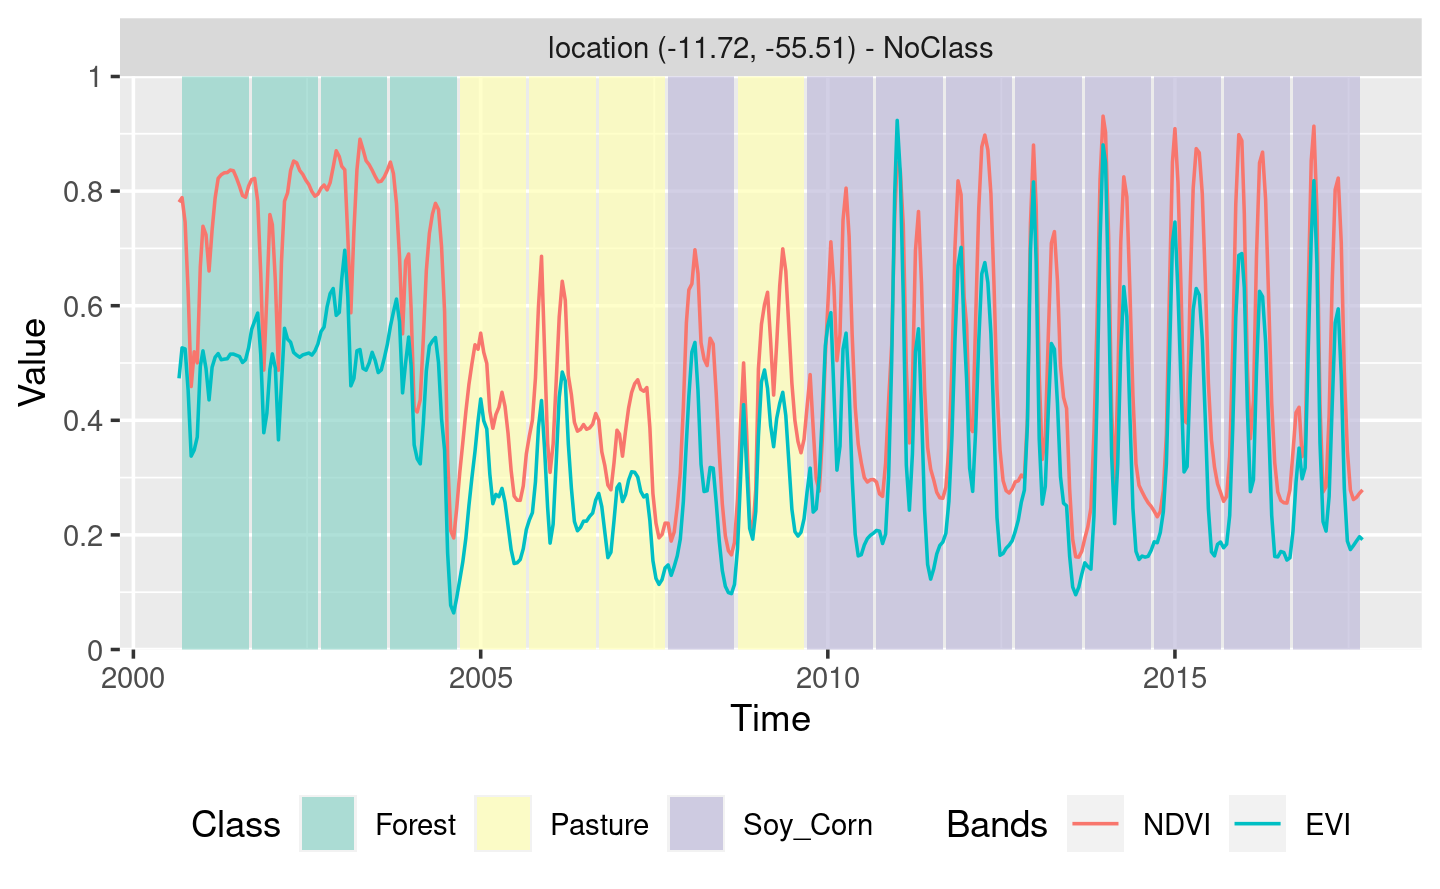 location (-11.72, -55.51) - NoClass
1
0.8
0.6
0.4
0.2
0
Value
2000 2005 2010 2015
Time
Class Forest Pasture Soy_Corn Bands NDVI EVI